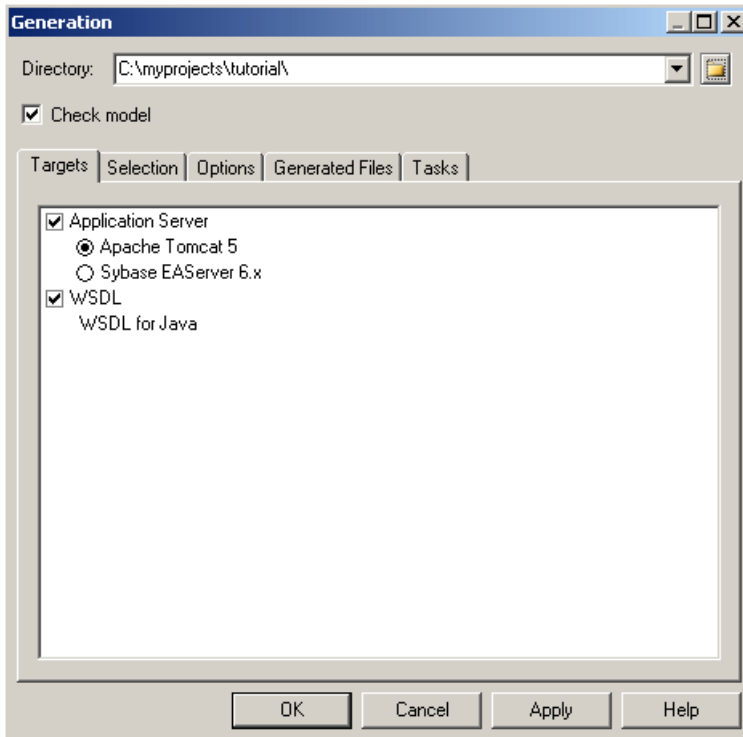 Generation
Directory: C:\myprojects\tutorial\
Check model
Targets Selection Options Generated Files Tasks
Application Server
Apache Tomcat 5
Sybase EAServer 6.x
WSDL
WSDL for Java
OK Cancel Apply Help